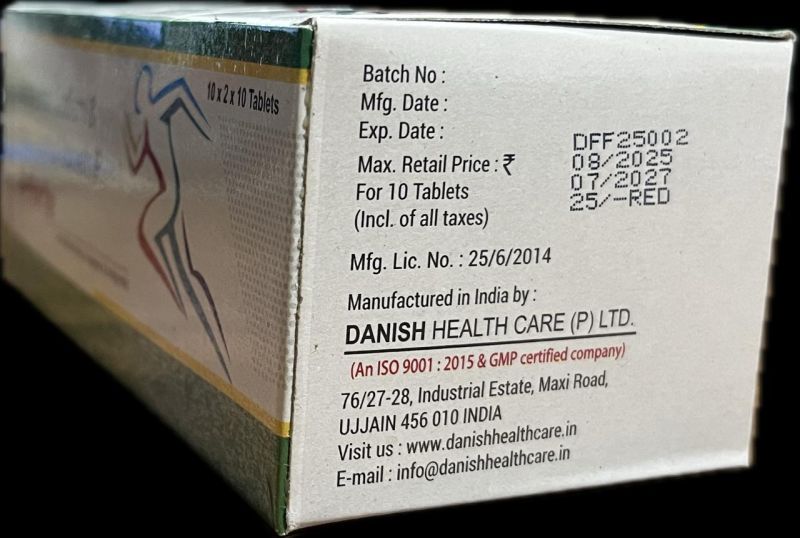 10 x 2 x 10 Tablets
Batch No :
Mfg. Date :
Exp. Date :
Max. Retail Price : ₹
For 10 Tablets
(Incl. of all taxes)
DFF25002
08/2025
07/2027
25/-RED
Mfg. Lic. No. : 25/6/2014
Manufactured in India by :
DANISH HEALTH CARE (P) LTD.
(An ISO 9001 : 2015 & GMP certified company)
76/27-28, Industrial Estate, Maxi Road,
UJJAIN 456 010 INDIA
Visit us : www.danishhealthcare.in
E-mail : info@danishhealthcare.in